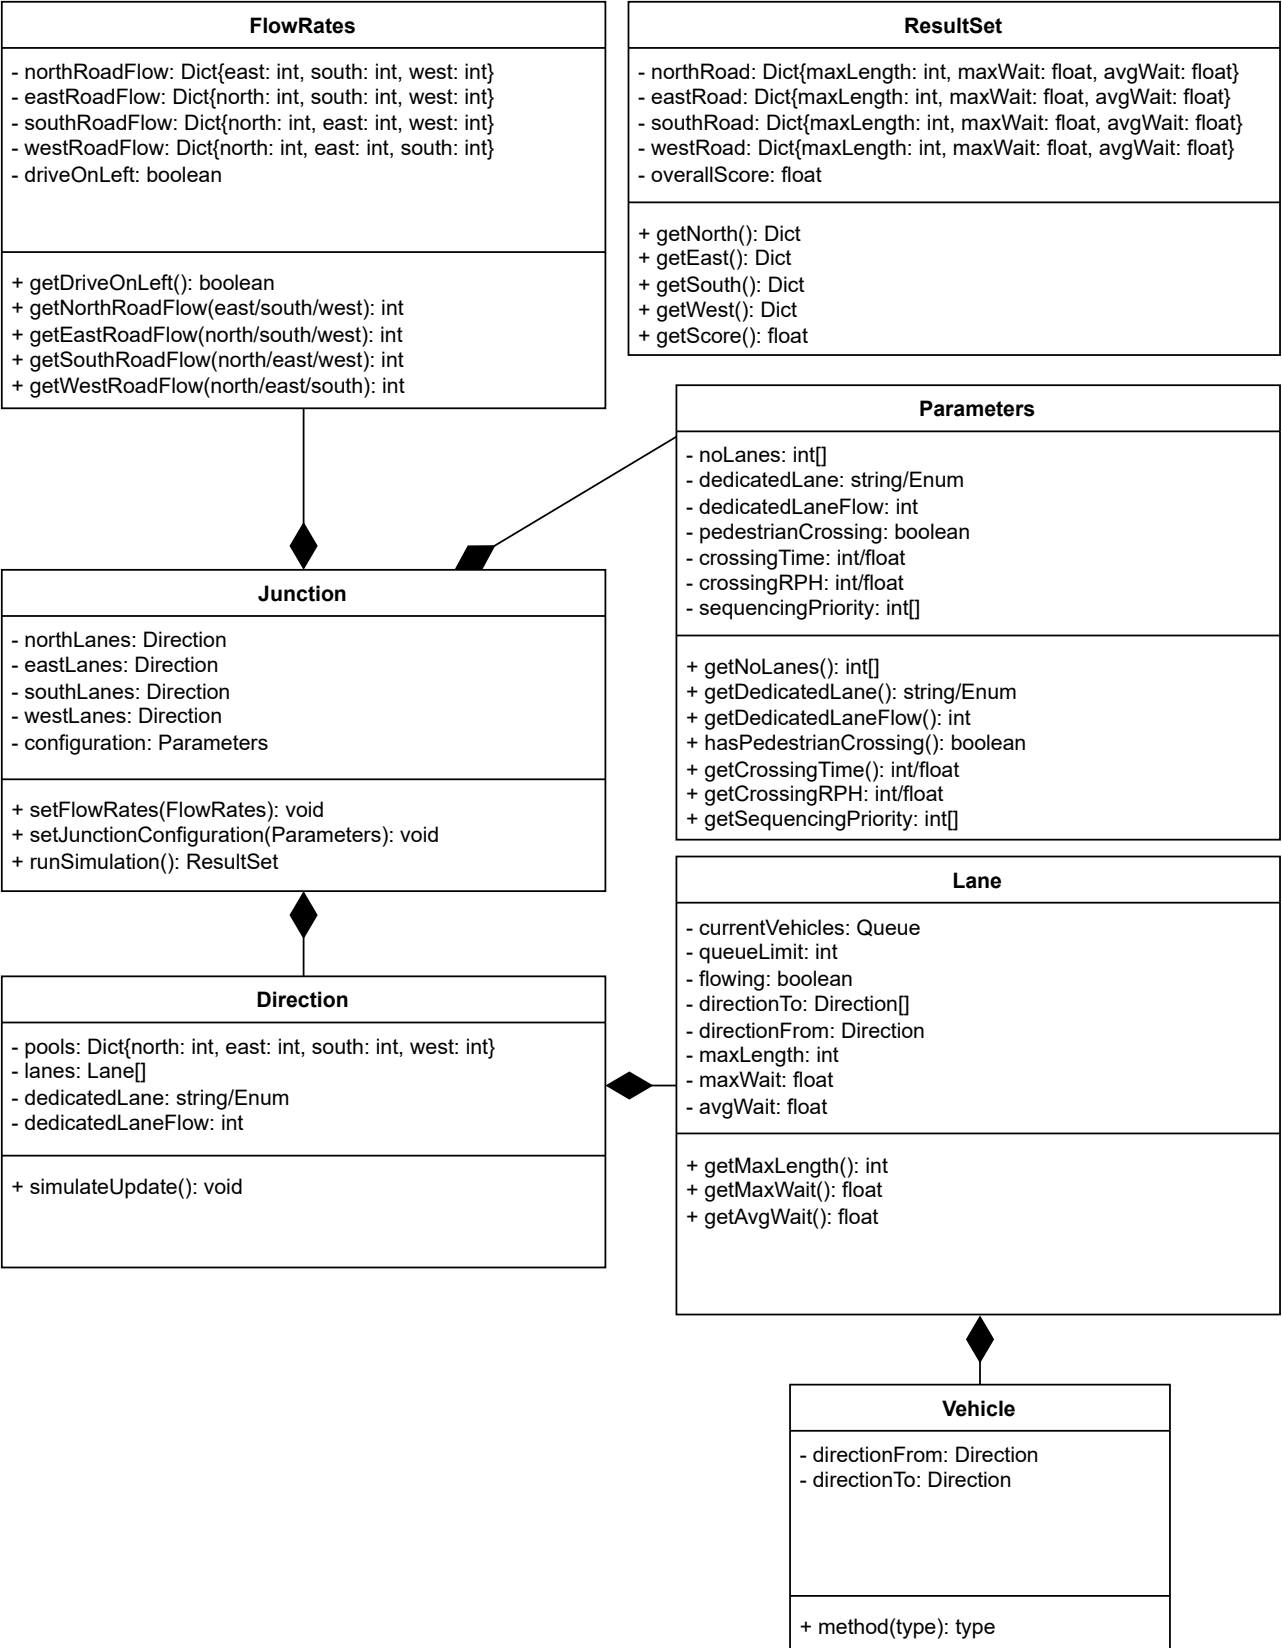 FlowRates
- northRoadFlow: Dict{east: int, south: int, west: int}
- eastRoadFlow: Dict{north: int, south: int, west: int}
- southRoadFlow: Dict{north: int, east: int, west: int}
- westRoadFlow: Dict{north: int, east: int, south: int}
- driveOnLeft: boolean
+ getDriveOnLeft(): boolean
+ getNorthRoadFlow(east/south/west): int
+ getEastRoadFlow(north/south/west): int
+ getSouthRoadFlow(north/east/west): int
+ getWestRoadFlow(north/east/south): int
ResultSet
- northRoad: Dict{maxLength: int, maxWait: float, avgWait: float}
- eastRoad: Dict{maxLength: int, maxWait: float, avgWait: float}
- southRoad: Dict{maxLength: int, maxWait: float, avgWait: float}
- westRoad: Dict{maxLength: int, maxWait: float, avgWait: float}
- overallScore: float
+ getNorth(): Dict
+ getEast(): Dict
+ getSouth(): Dict
+ getWest(): Dict
+ getScore(): float
Parameters
- noLanes: int[]
- dedicatedLane: string/Enum
- dedicatedLaneFlow: int
- pedestrianCrossing: boolean
- crossingTime: int/float
- crossingRPH: int/float
- sequencingPriority: int[]
+ getNoLanes(): int[]
+ getDedicatedLane(): string/Enum
+ getDedicatedLaneFlow(): int
+ hasPedestrianCrossing(): boolean
+ getCrossingTime(): int/float
+ getCrossingRPH: int/float
+ getSequencingPriority: int[]
Junction
- northLanes: Direction
- eastLanes: Direction
- southLanes: Direction
- westLanes: Direction
- configuration: Parameters
+ setFlowRates(FlowRates): void
+ setJunctionConfiguration(Parameters): void
+ runSimulation(): ResultSet
Direction
- pools: Dict{north: int, east: int, south: int, west: int}
- lanes: Lane[]
- dedicatedLane: string/Enum
- dedicatedLaneFlow: int
+ simulateUpdate(): void
Lane
- currentVehicles: Queue
- queueLimit: int
- flowing: boolean
- directionTo: Direction[]
- directionFrom: Direction
- maxLength: int
- maxWait: float
- avgWait: float
+ getMaxLength(): int
+ getMaxWait(): float
+ getAvgWait(): float
Vehicle
- directionFrom: Direction
- directionTo: Direction
+ method(type): type